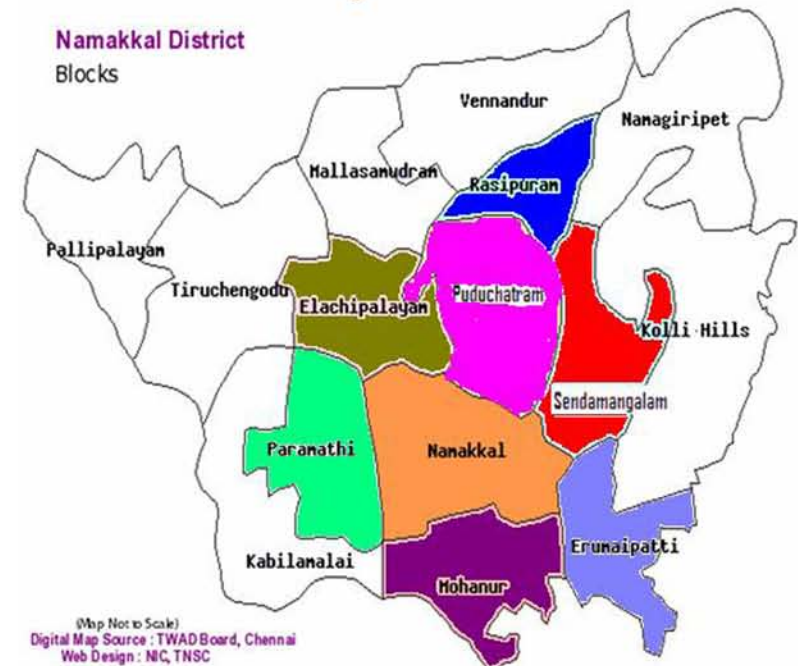 Namakkal District
Blocks
Vennandur
Namagiripet
Mallasamudram
Rasipuram
Pallipalayam
Tiruchengodu
Elachipalayam
Puduchatram
Kolli Hills
Sendamangalam
Paramathi
Namakkal
Kabilamalai
Erumaipatti
Mohanur
(Map Not to Scale)
Digital Map Source : TWAD Board, Chennai
Web Design : NIC, TNSC